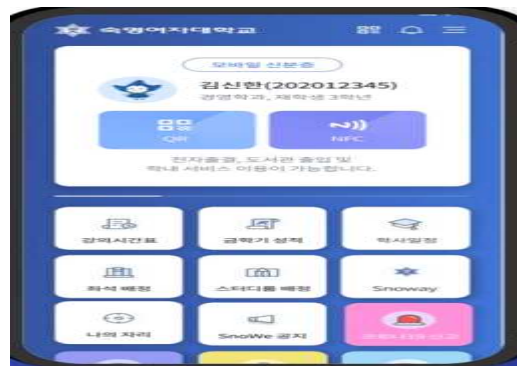 숙명여자대학교
모바일 신분증
김신한(202012345)
경영학과, 재학생 3학년
QR
NFC
전자출결, 도서관 출입 및
학내 서비스 이용이 가능합니다.
강의시간표
금학기 성적
학사일정
좌석 배정
스터디룸 배정
Snoway
나의 자리
SnoWe 공지